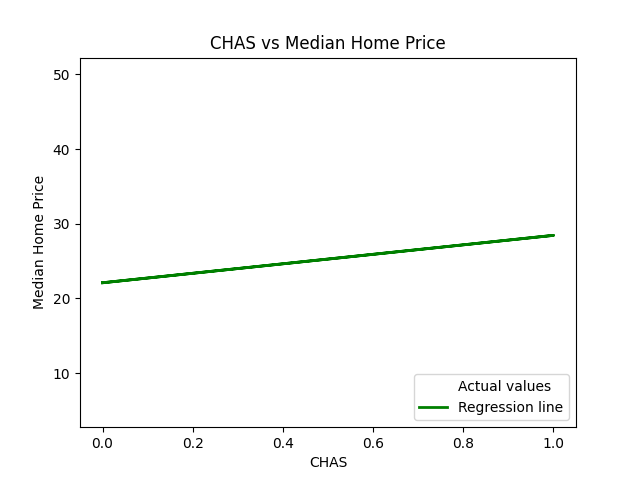 CHAS vs Median Home Price
50
40
30
20
10
Median Home Price
0.0 0.2 0.4 0.6 0.8 1.0
CHAS
Actual values
Regression line